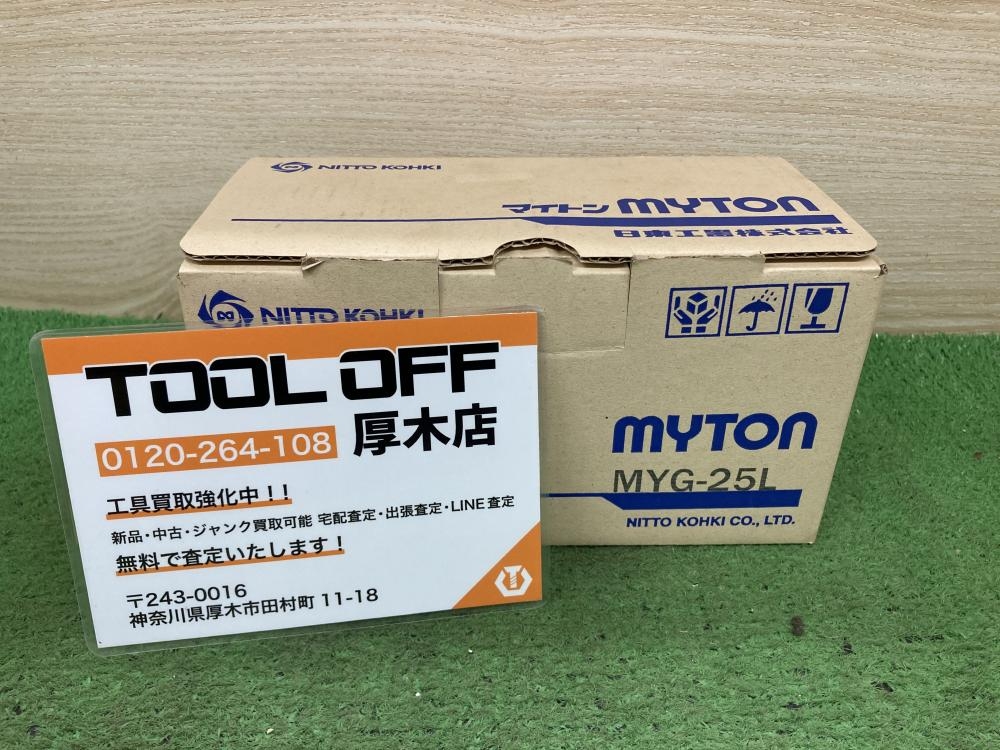 NITTO KOHKI
マイトン MYTON
日東工器株式会社
NITTO KOHKI
MYTON
MYG-25L
NITTO KOHKI CO., LTD.
TOOL OFF
厚木店
0120-264-108
工具買取強化中！！
新品・中古・ジャンク買取可能 宅配査定・出張査定・LINE査定
無料で査定いたします！
〒243-0016
神奈川県厚木市田村町 11-18